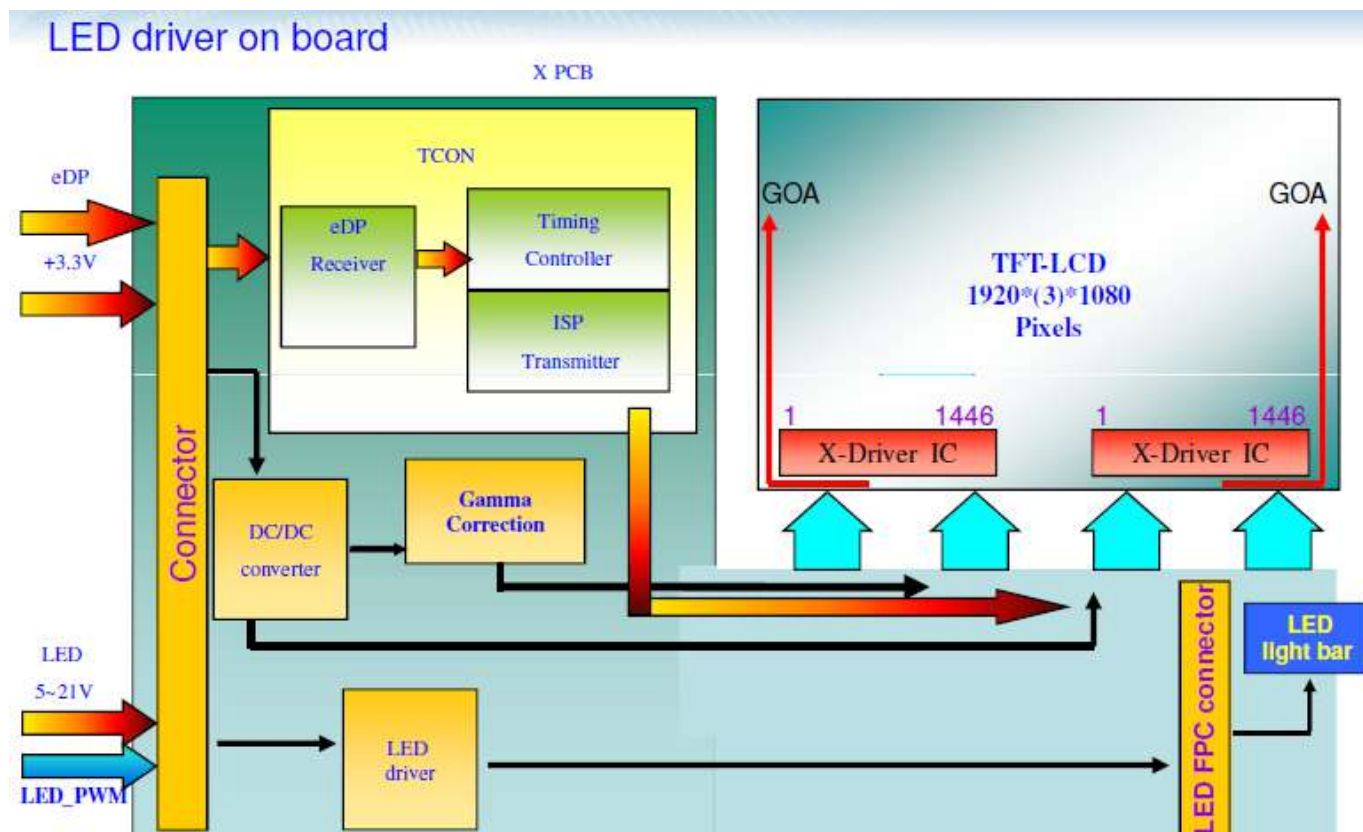 LED driver on board
X PCB
TCON
eDP
+3.3V
eDP
Receiver
Timing
Controller
ISP
Transmitter
Connector
DC/DC
converter
Gamma
Correction
LED
5~21V
LED_PWM
LED
driver
GOA
GOA
TFT-LCD
1920*(3)*1080
Pixels
1
1446
1
1446
X-Driver IC
X-Driver IC
LED FPC connector
LED
light bar